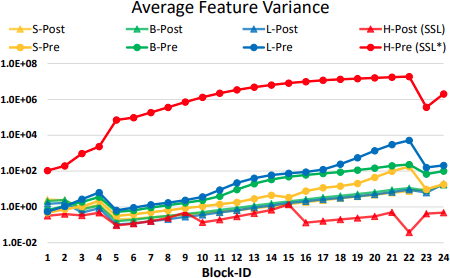 Average Feature Variance
S-Post B-Post L-Post H-Post (SSL)
S-Pre B-Pre L-Pre H-Pre (SSL*)
1.0E+08
1.0E+06
1.0E+04
1.0E+02
1.0E+00
1.0E-02
1 2 3 4 5 6 7 8 9 10 11 12 13 14 15 16 17 18 19 20 21 22 23 24
Block-ID